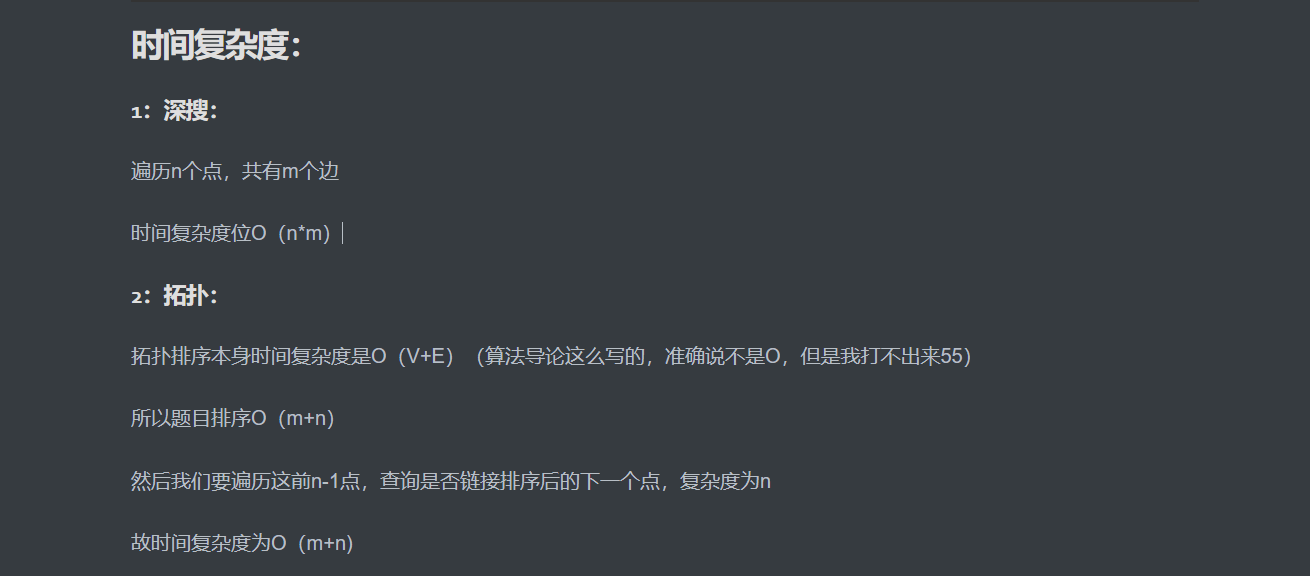 时间复杂度：
1：深搜：
遍历n个点，共有m个边
时间复杂度位O（n*m）
2：拓扑：
拓扑排序本身时间复杂度是O（V+E）（算法导论这么写的，准确说不是O，但是我打不出来55）
所以题目排序O（m+n）
然后我们要遍历这前n-1点，查询是否链接排序后的下一个点，复杂度为n
故时间复杂度为O（m+n)